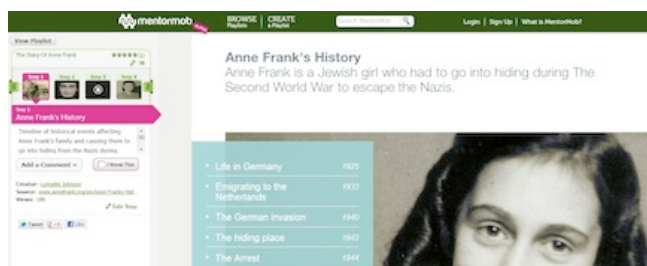 mentormob
BROWSE
Playlists
CREATE
a Playlist
Search MentorMob
Login | Sign Up | What is MentorMob?
View Playlist
The Diary Of Anne Frank
Step 1
Step 2
Step 3
Step 4
Step 1
Anne Frank's History
Timeline of historical events affecting
Anne Frank's family and causing them to
go into hiding from the Nazis during
Add a Comment »
I Know This
Creator: Lynnette Johnson
Source:
Views:
Edit Step
Tweet
+1
Like
Anne Frank's History
Anne Frank is a Jewish girl who had to go into hiding during The
Second World War to escape the Nazis.
• Life in Germany 1925
• Emigrating to the 1933
Netherlands
• The German invasion 1940
• The hiding place 1942
• The Arrest 1944